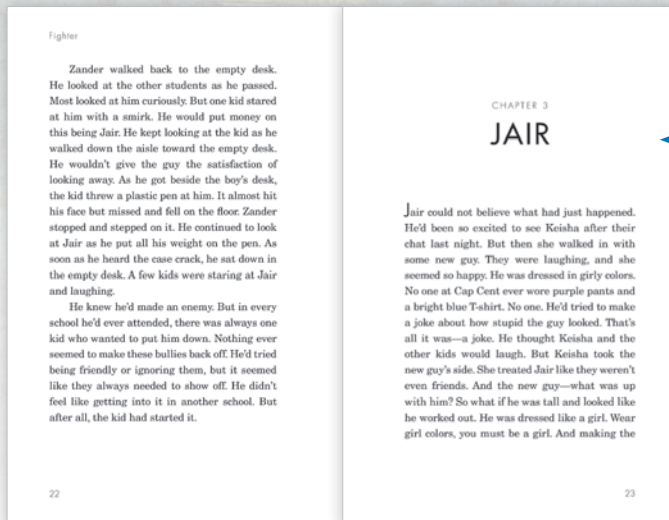 Fighter
Zander walked back to the empty desk.
He looked at the other students as he passed.
Most looked at him curiously. But one kid stared
at him with a smirk. He would put money on
this being Jair. He kept looking at the kid as he
walked down the aisle toward the empty desk.
He wouldn't give the guy the satisfaction of
looking away. As he got beside the boy's desk,
the kid threw a plastic pen at him. It almost hit
his face but missed and fell on the floor. Zander
stopped and stepped on it. He continued to look
at Jair as he put all his weight on the pen. As
soon as he heard the case crack, he sat down in
the empty desk. A few kids were staring at Jair
and laughing.
He knew he'd made an enemy. But in every
school he'd ever attended, there was always one
kid who wanted to put him down. Nothing ever
seemed to make these bullies back off. He'd tried
being friendly or ignoring them, but it seemed
like they always needed to show off. He didn't
feel like getting into it in another school. But
after all, the kid had started it.
22
CHAPTER 3
JAIR
Jair could not believe what had just happened.
He'd been so excited to see Keisha after their
chat last night. But then she walked in with
some new guy. They were laughing, and she
seemed so happy. He was dressed in girly colors.
No one at Cap Cent ever wore purple pants and
a bright blue T-shirt. No one. He'd tried to make
a joke about how stupid the guy looked. That's
all it was—a joke. He thought Keisha and the
other kids would laugh. But Keisha took the
new guy's side. She treated Jair like they weren't
even friends. And the new guy—what was up
with him? So what if he was tall and looked like
he worked out. He was dressed like a girl. Wear
girl colors, you must be a girl. And making the
23